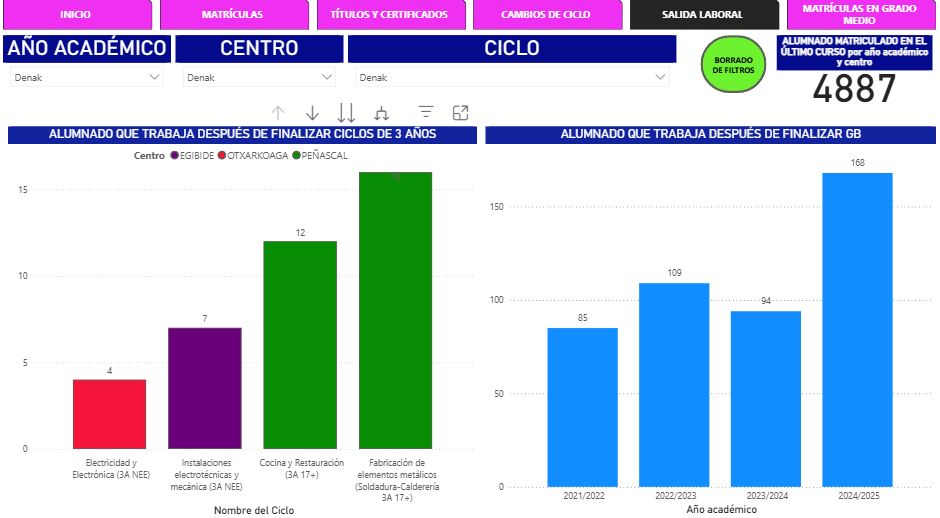 INICIO
MATRÍCULAS
TÍTULOS Y CERTIFICADOS
CAMBIOS DE CICLO
SALIDA LABORAL
MATRÍCULAS EN GRADO
MEDIO
AÑO ACADÉMICO
CENTRO
CICLO
Denak
Denak
Denak
BORRADO
DE FILTROS
ALUMNADO MATRICULADO EN EL
ÚLTIMO CURSO por año académico
y centro
4887
ALUMNADO QUE TRABAJA DESPUÉS DE FINALIZAR CICLOS DE 3 AÑOS
Centro EGIBIDE OTXARKOAGA PEÑASCAL
15
10
5
0
4
7
12
16
Electricidad y
Electrónica (3A NEE)
Instalaciones
electrotécnicas y
mecánica (3A NEE)
Cocina y Restauración
(3A 17+)
Fabricación de
elementos metálicos
(Soldadura-Calderería
3A 17+)
Nombre del Ciclo
ALUMNADO QUE TRABAJA DESPUÉS DE FINALIZAR GB
150
100
50
0
85
109
94
168
2021/2022
2022/2023
2023/2024
2024/2025
Año académico